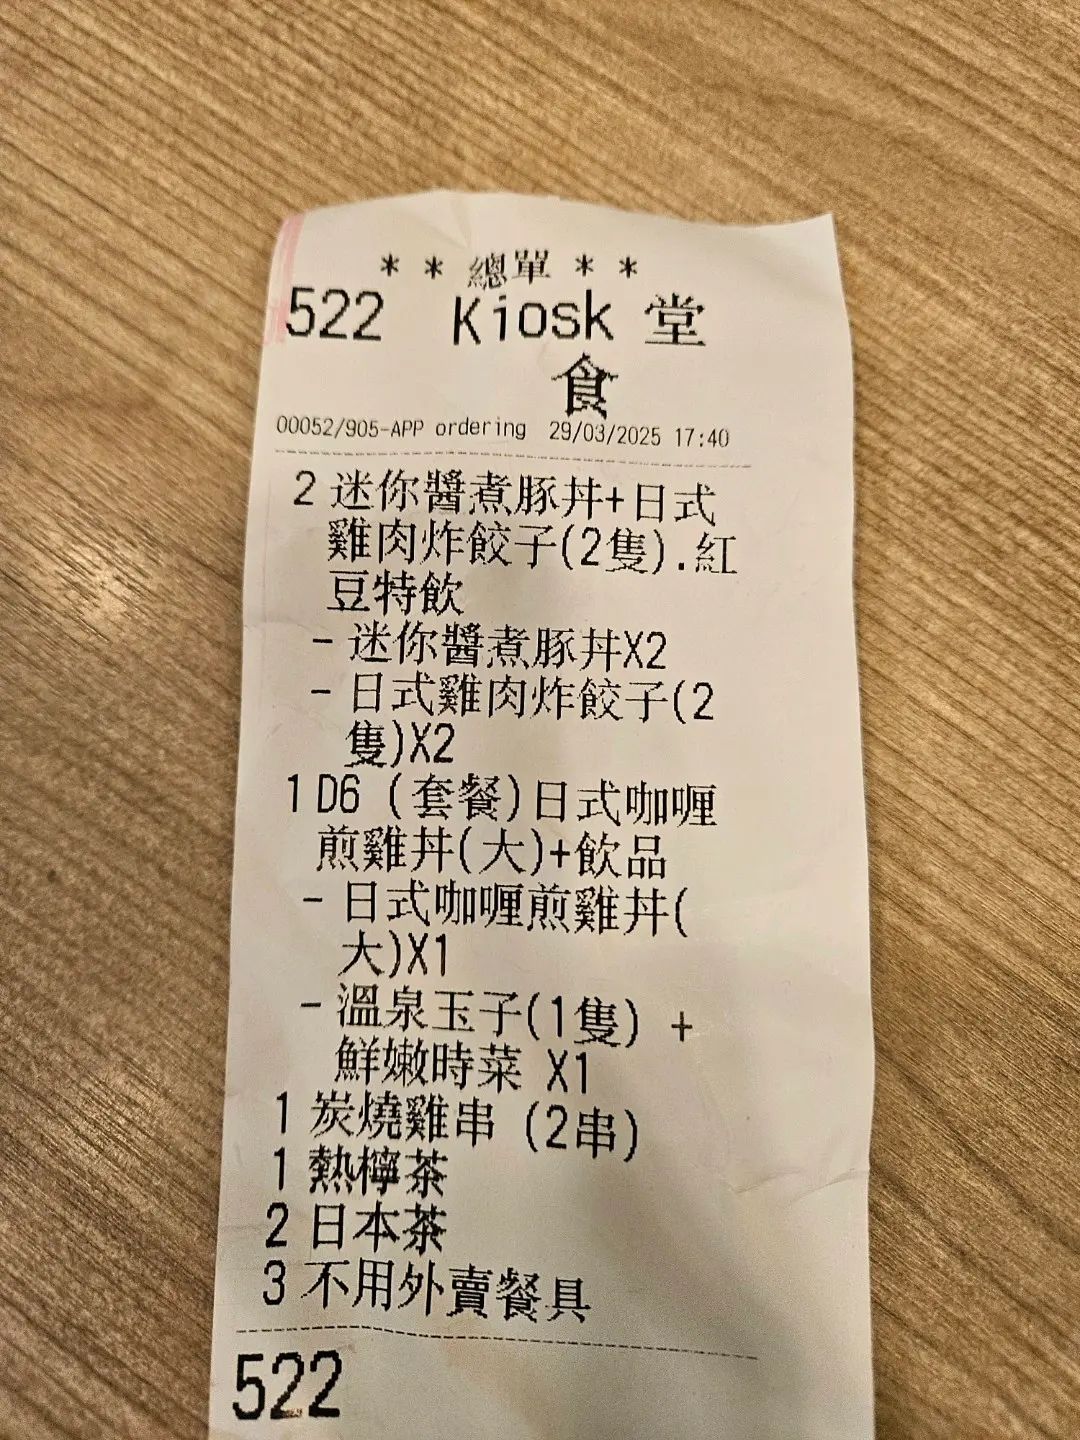 * * 總單 * *
522 Kiosk 堂
食
00052/905-APP ordering 29/03/2025 17:40
2 迷你醬煮豚丼+日式
雞肉炸餃子(2隻).紅
豆特飲
- 迷你醬煮豚丼X2
- 日式雞肉炸餃子(2
隻)X2
1 D6 (套餐)日式咖喱
煎雞丼(大)+飲品
- 日式咖喱煎雞丼(
大)X1
- 溫泉玉子(1隻) +
鮮嫩時菜 X1
1 炭燒雞串 (2串)
1 熱檸茶
2 日本茶
3 不用外賣餐具
522